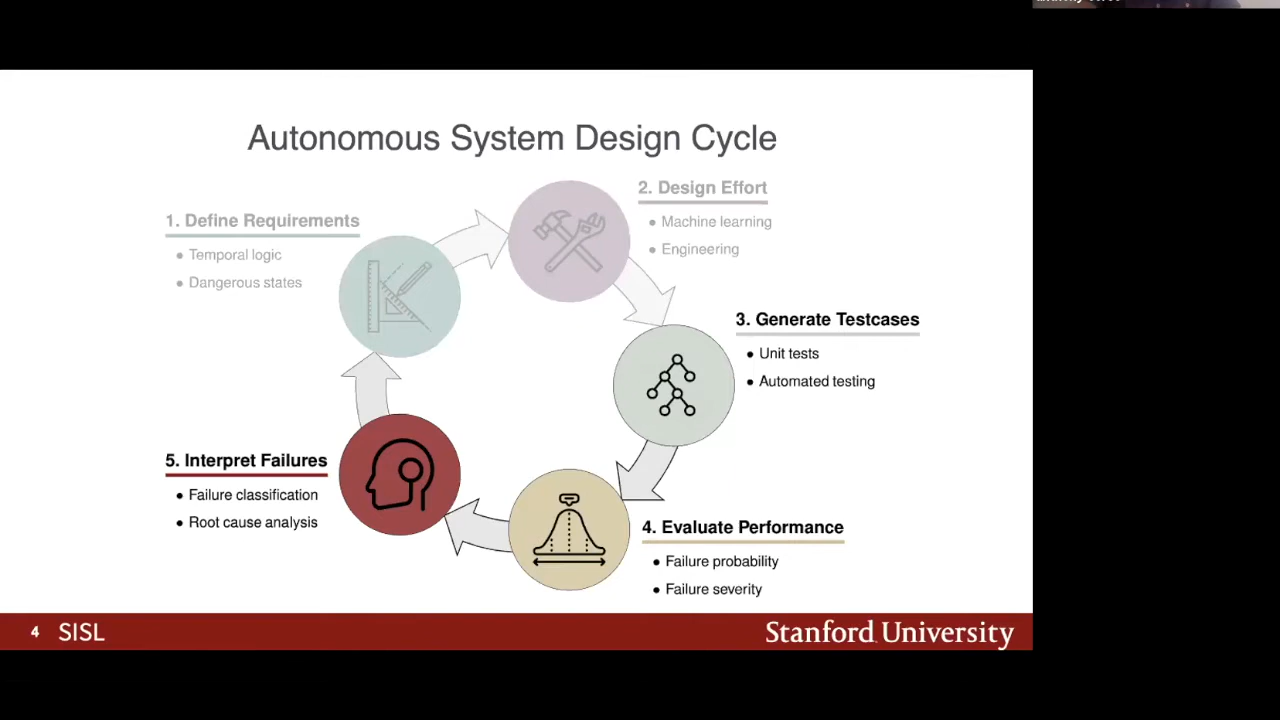 Autonomous System Design Cycle
1. Define Requirements
• Temporal logic
• Dangerous states
2. Design Effort
• Machine learning
• Engineering
3. Generate Testcases
• Unit tests
• Automated testing
4. Evaluate Performance
• Failure probability
• Failure severity
5. Interpret Failures
• Failure classification
• Root cause analysis
4 SISL
Stanford University